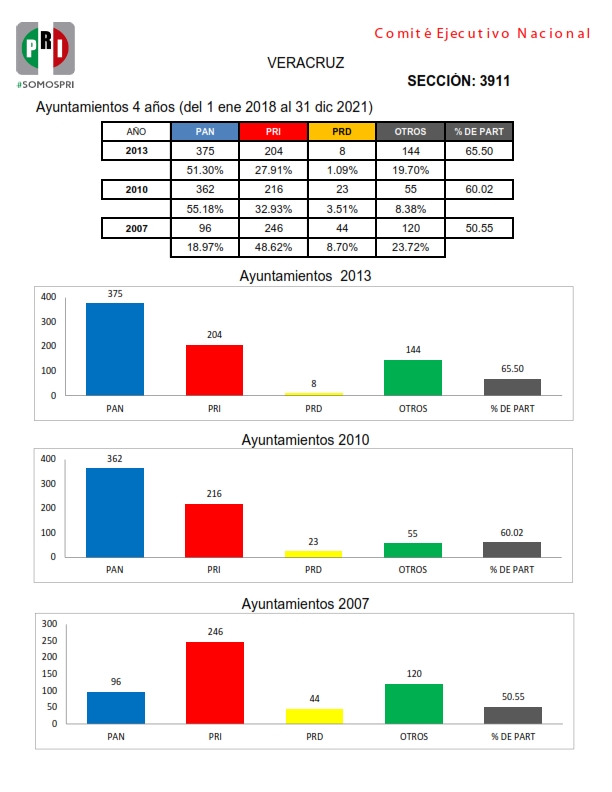 Comité Ejecutivo Nacional
PRI
#SOMOSPRI
VERACRUZ
SECCIÓN: 3911
Ayuntamientos 4 años (del 1 ene 2018 al 31 dic 2021)
AÑO PAN PRI PRD OTROS % DE PART
2013 375 204 8 144 65.50
51.30% 27.91% 1.09% 19.70%
2010 362 216 23 55 60.02
55.18% 32.93% 3.51% 8.38%
2007 96 246 44 120 50.55
18.97% 48.62% 8.70% 23.72%
Ayuntamientos 2013
400
300
200
100
0
375
204
8
144
65.50
PAN PRI PRD OTROS % DE PART
Ayuntamientos 2010
400
300
200
100
0
362
216
23
55
60.02
PAN PRI PRD OTROS % DE PART
Ayuntamientos 2007
300
250
200
150
100
50
0
96
246
44
120
50.55
PAN PRI PRD OTROS % DE PART